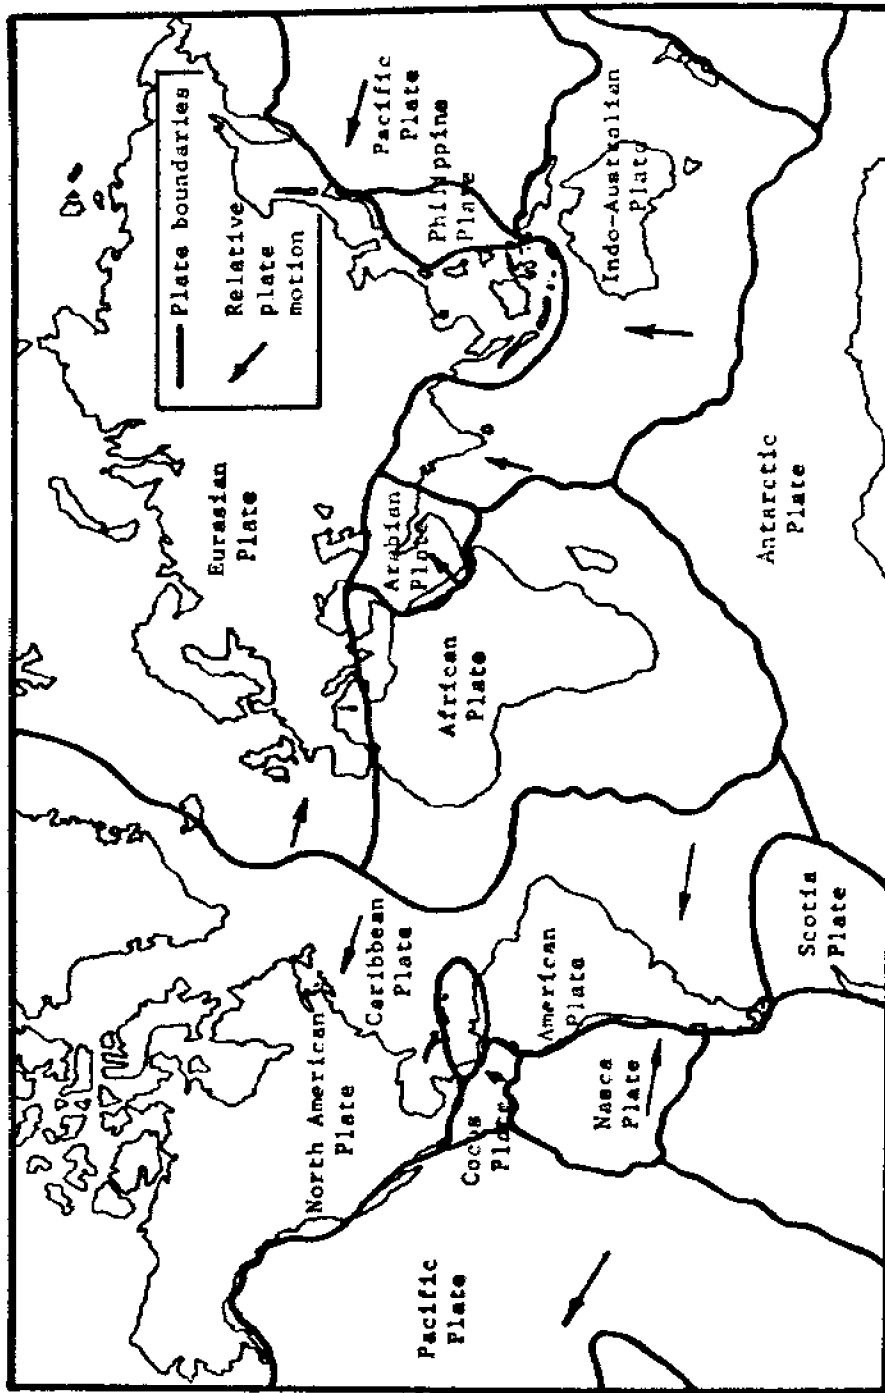 Plate boundaries
Relative
plate
motion
Eurasian
Plate
North American
Plate
Caribbean
Plate
Pacific
Plate
Pacific
Plate
Philippine
Plate
Arabian
Plate
African
Plate
Cocos
Plate
American
Plate
Nasca
Plate
Indo-Australian
Plate
Antarctic
Plate
Scotia
Plate